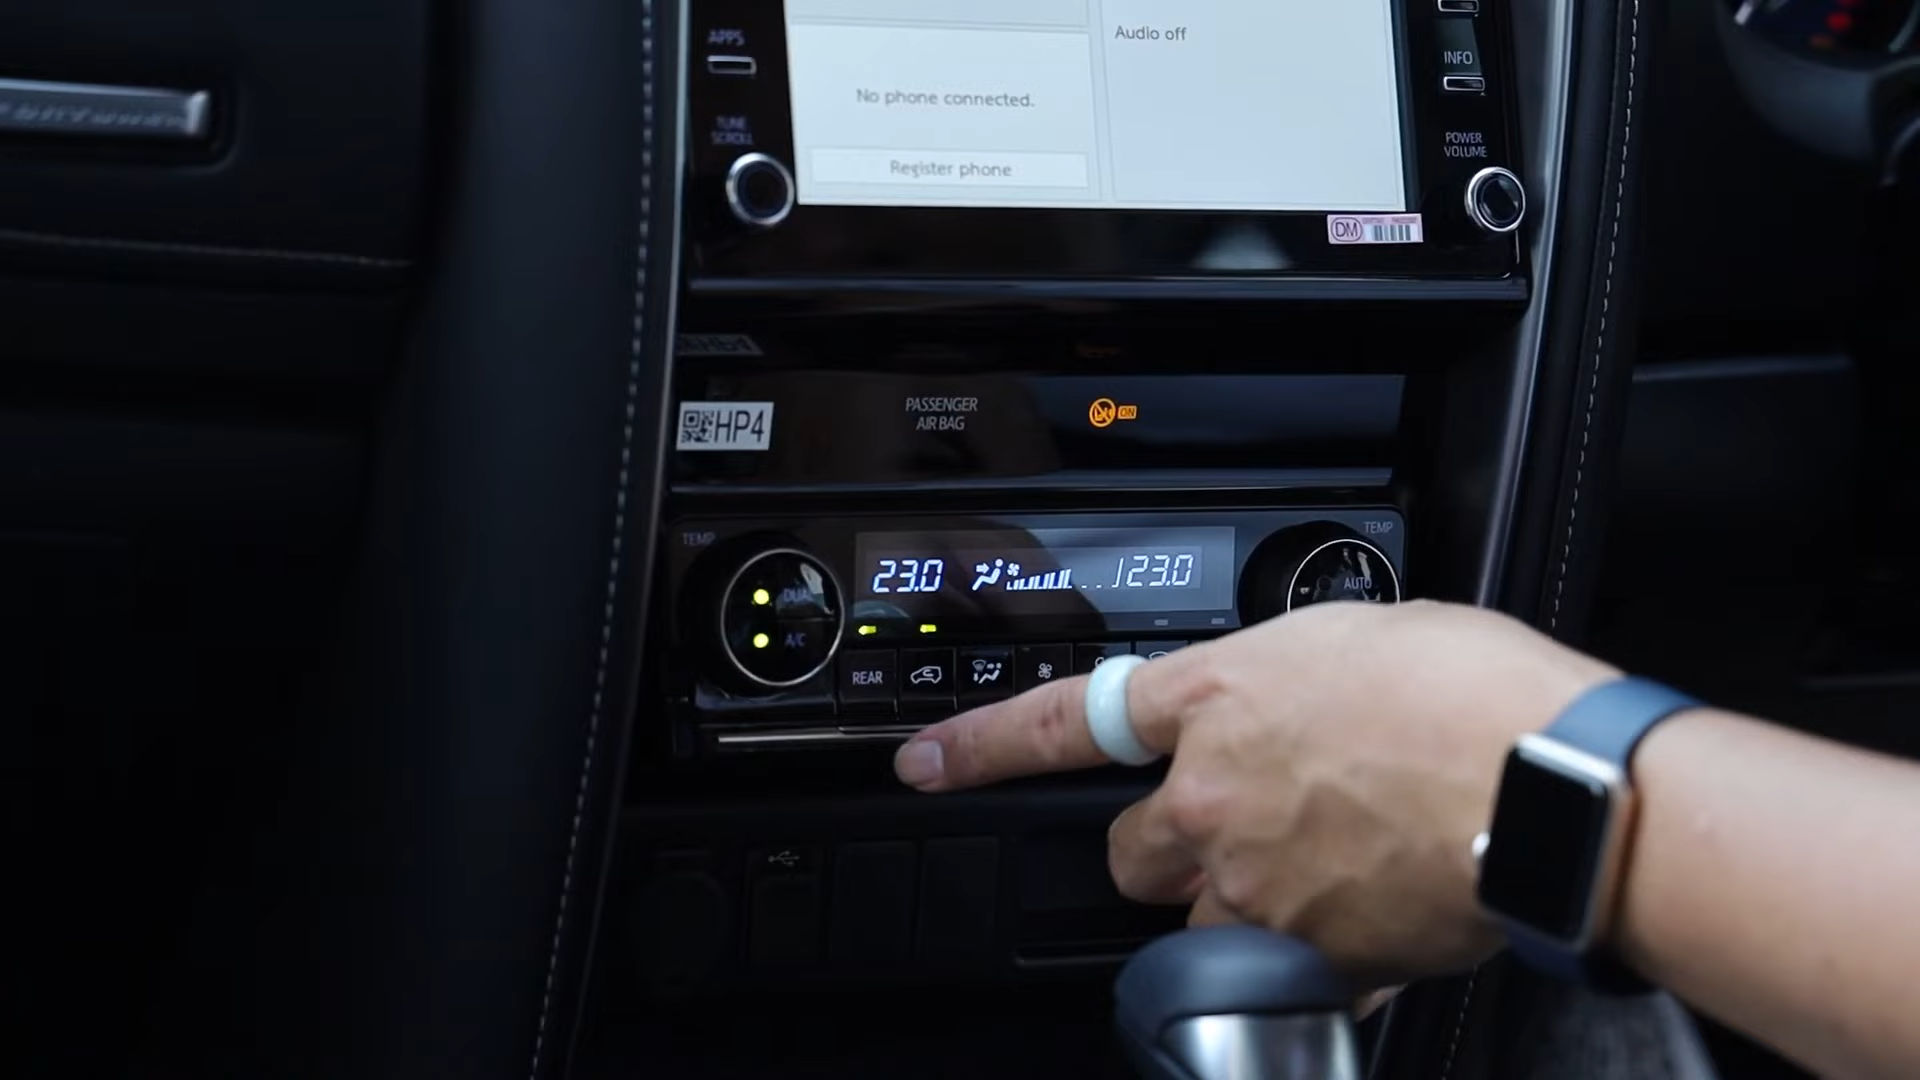 APPS
Audio off
INFO
No phone connected.
TUNE
SCROLL
POWER
VOLUME
Register phone
DM
HP4
PASSENGER
AIR BAG
ON
TEMP
TEMP
23.0
23.0
DUAL
AUTO
A/C
REAR